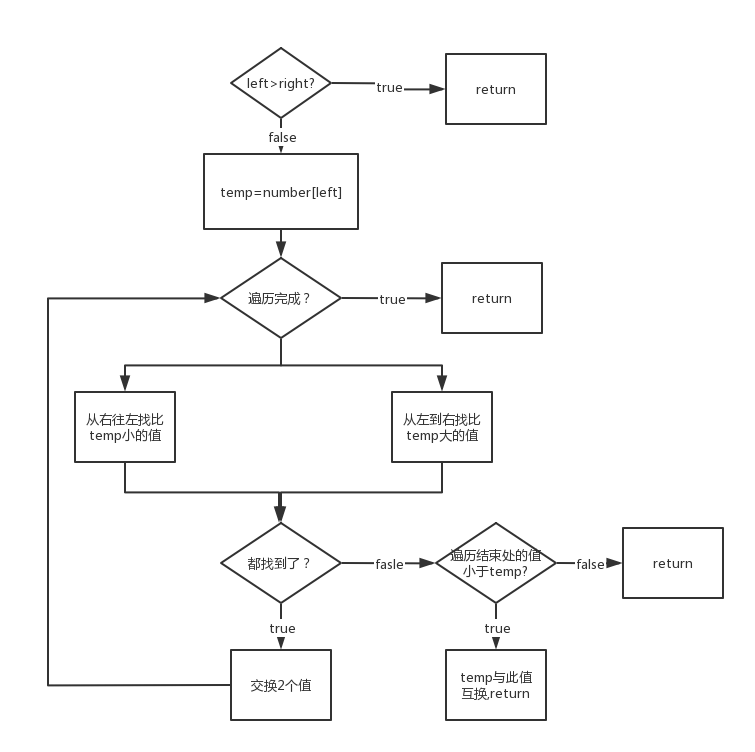 left>right?
true
return
false
temp=number[left]
遍历完成？
true
return
从右往左找比
temp小的值
从左到右找比
temp大的值
都找到了？
fasle
遍历结束处的值
小于temp?
false
return
true
true
交换2个值
temp与此值
互换,return